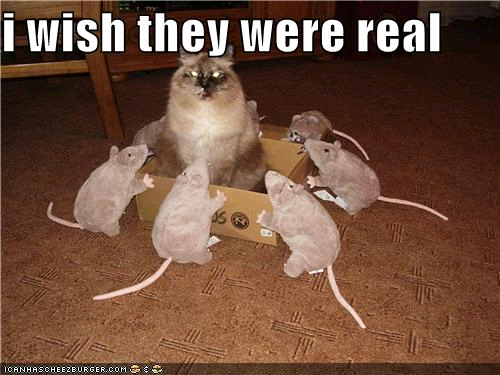 i wish they were real
ICANHASCHEEZBURGER.COM